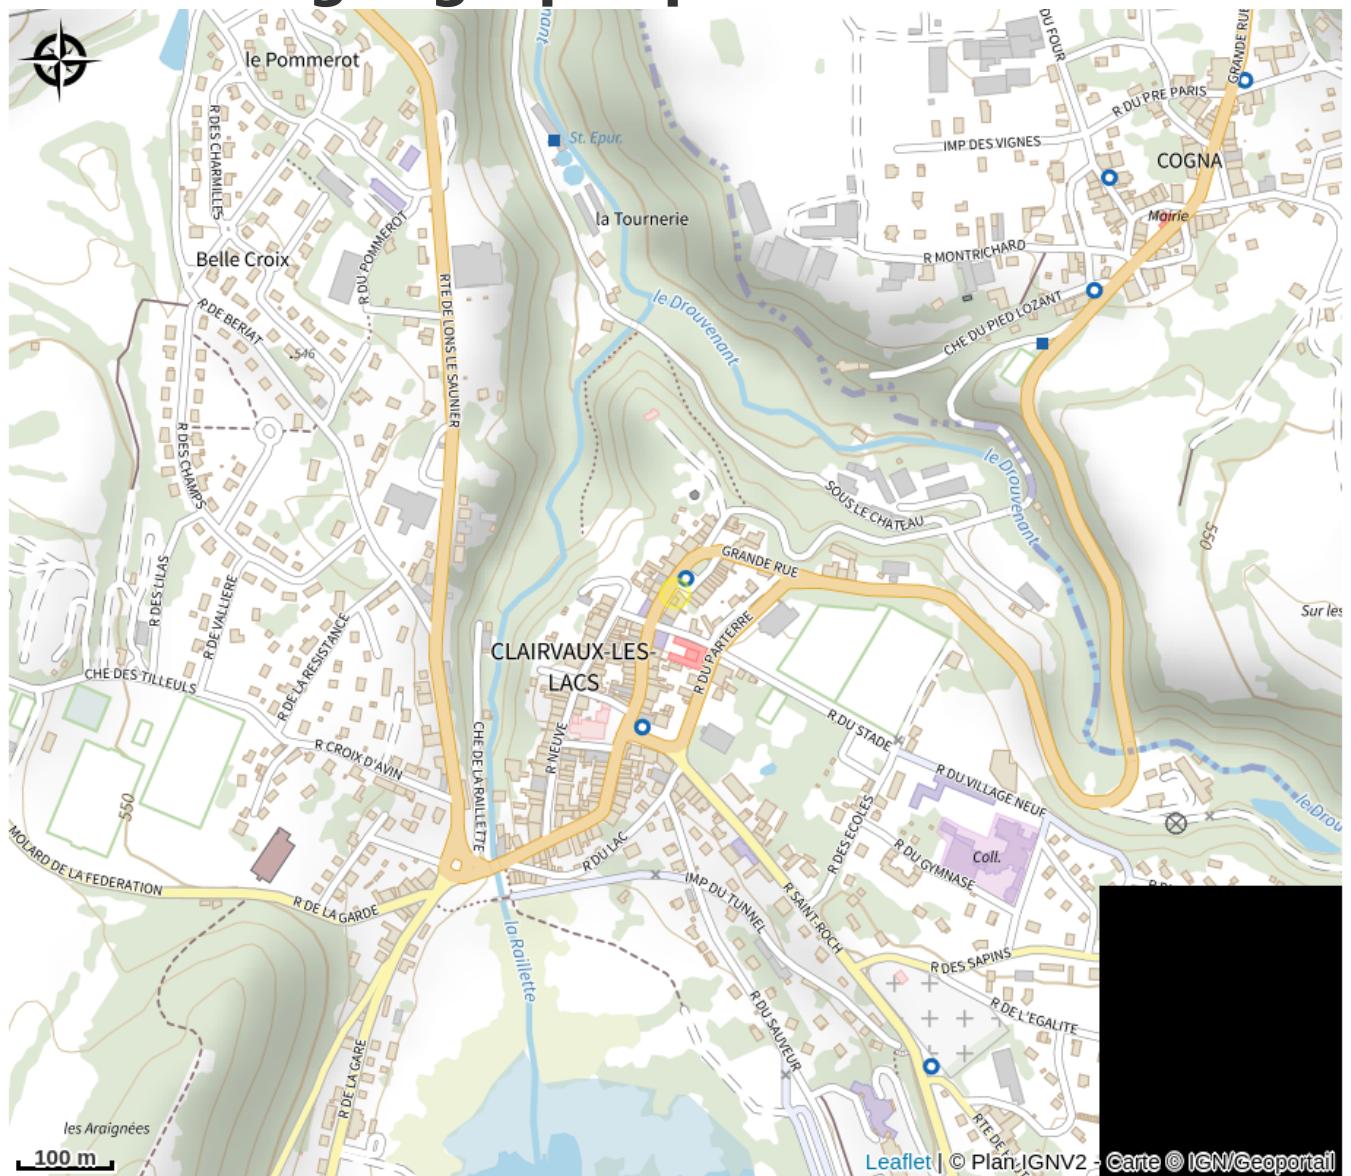 le Pommerot
R DES CHARMILLES
Belle Croix
R DU POMMEROT
R DE BERIAT
.546
RTE DE LONS LE SAUNIER
R DES CHAMPS
R DES LILAS
R DE VALLIERE
R DE LA RESISTANCE
CHE DES TILLEULS
R CROIX D'AVIN
550
MOLARD DE LA FEDERATION
R DE LA GARDE
R DE LA GARE
les Araignées
100 m
nant
St. Epur.
la Tournerie
le Drouvenant
DU FOUR
GRANDE RUE
R DU PRE PARIS
IMP DES VIGNES
COGNA
Mairie
R MONTRICHARD
CHE DU PIED LOZANT
le Drouvenant
SOUS LE CHATEAU
550
Sur les
GRANDE RUE
CLAIRVAUX-LES-
LACS
R DU PARTERRE
R NEUVE
CHE DE LA RAILLETTE
R DU STADE
R DU VILLAGE NEUF
R DES ECOLES
R DU GYMNASE
Coll.
le Drou
R DU LAC
IMP DU TUNNEL
R SAINT-ROCH
R DES SAPINS
R DE L'EGALITE
la Raillette
R DU SAUVEUR
RTE DE
Leaflet | © Plan IGNV2 - Carte © IGN/Geoportail